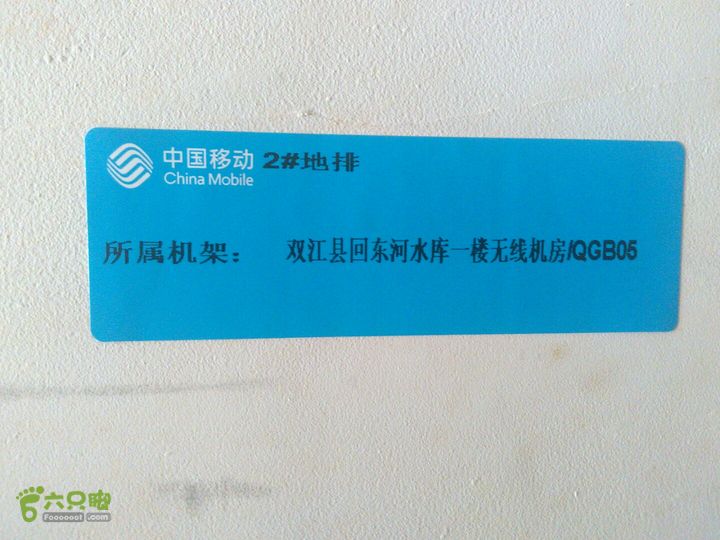 中国移动 2#地排
China Mobile
所属机架： 双江县回东河水库一楼无线机房/QGB05
六只脚
Foooooot.com